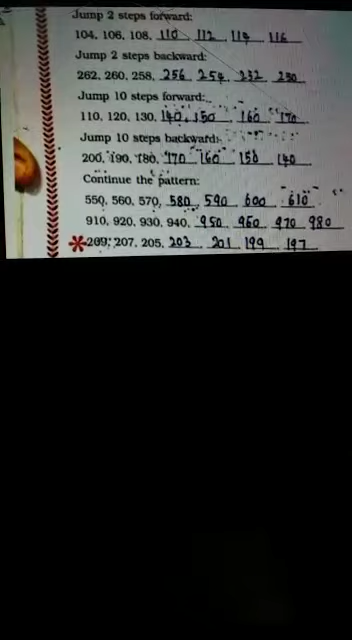 Jump 2 steps forward:
104, 106, 108, 110 112 114 116
Jump 2 steps backward:
262, 260, 258, 256 254 252 250
Jump 10 steps forward:
110, 120, 130, 140, 150 160 170
Jump 10 steps backward:
200, 190, 180, 170 160 150 140
Continue the pattern:
550, 560, 570, 580, 590 600 610
910, 920, 930, 940, 950 960 970 980
*209, 207, 205, 203 201 199 197